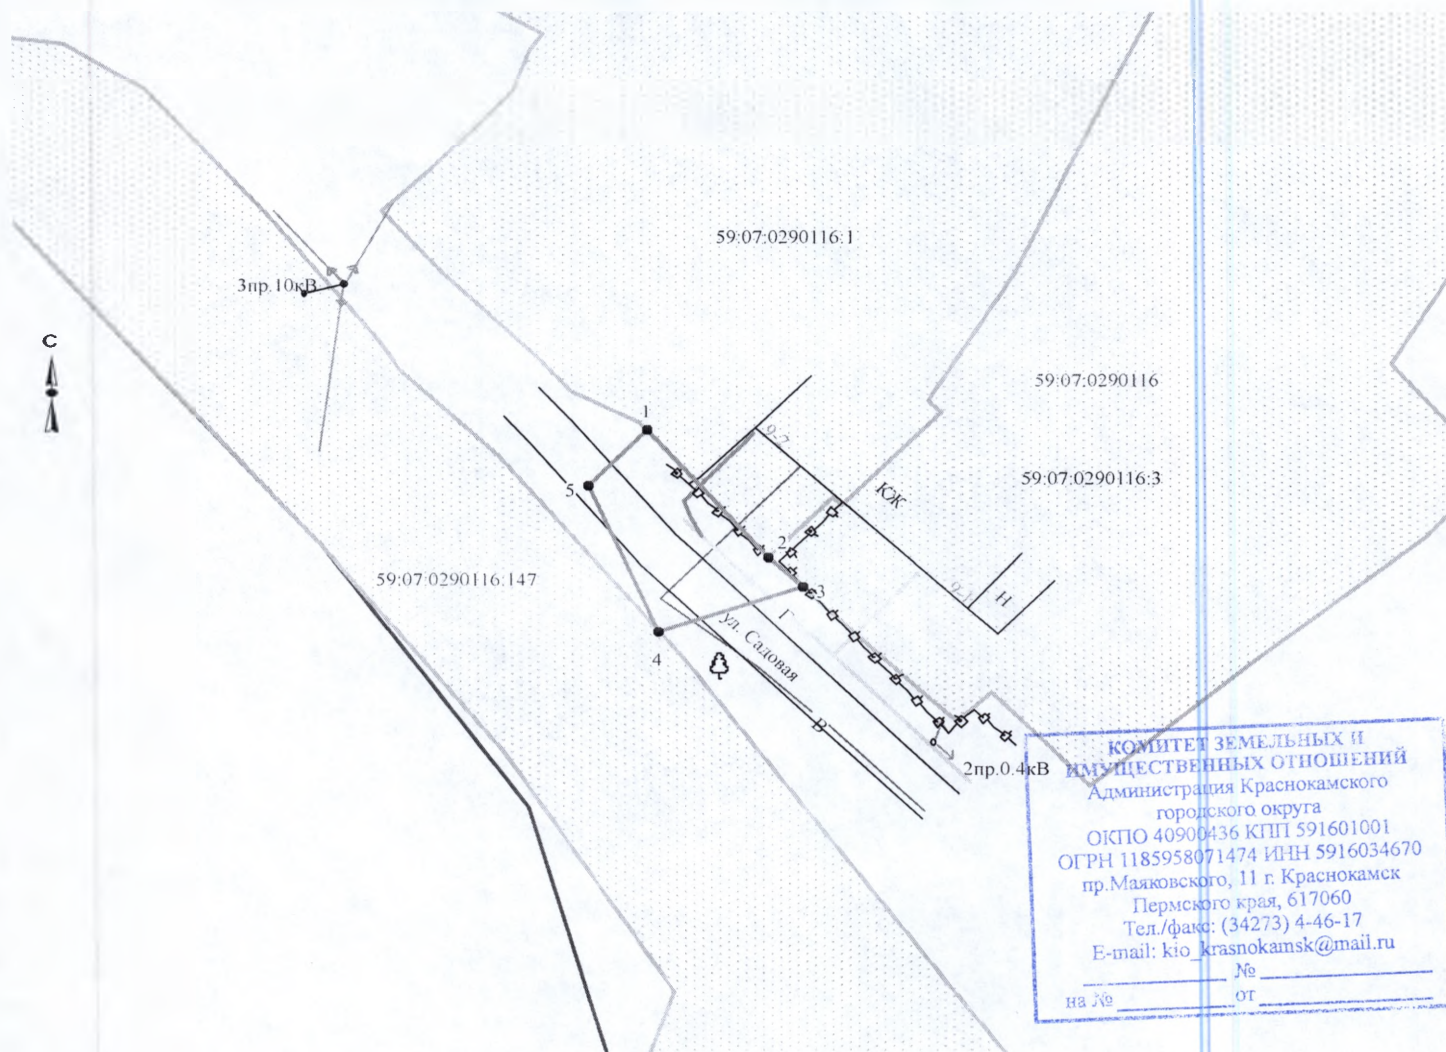 59:07:0290116:1
3пр.10кВ
С
59:07:0290116
1
9-2
59:07:0290116:3
5
КЖ
2
59:07:0290116:147
3
9-1
Н
Г
ул. Садовая
4
В
2пр.0.4кВ
КОМИТЕТ ЗЕМЕЛЬНЫХ И
ИМУЩЕСТВЕННЫХ ОТНОШЕНИЙ
Администрация Краснокамского
городского округа
ОКПО 40900436 КПП 591601001
ОГРН 1185958071474 ИНН 5916034670
пр.Маяковского, 11 г. Краснокамск
Пермского края, 617060
Тел./факс: (34273) 4-46-17
E-mail: kio_krasnokamsk@mail.ru
№
на № от